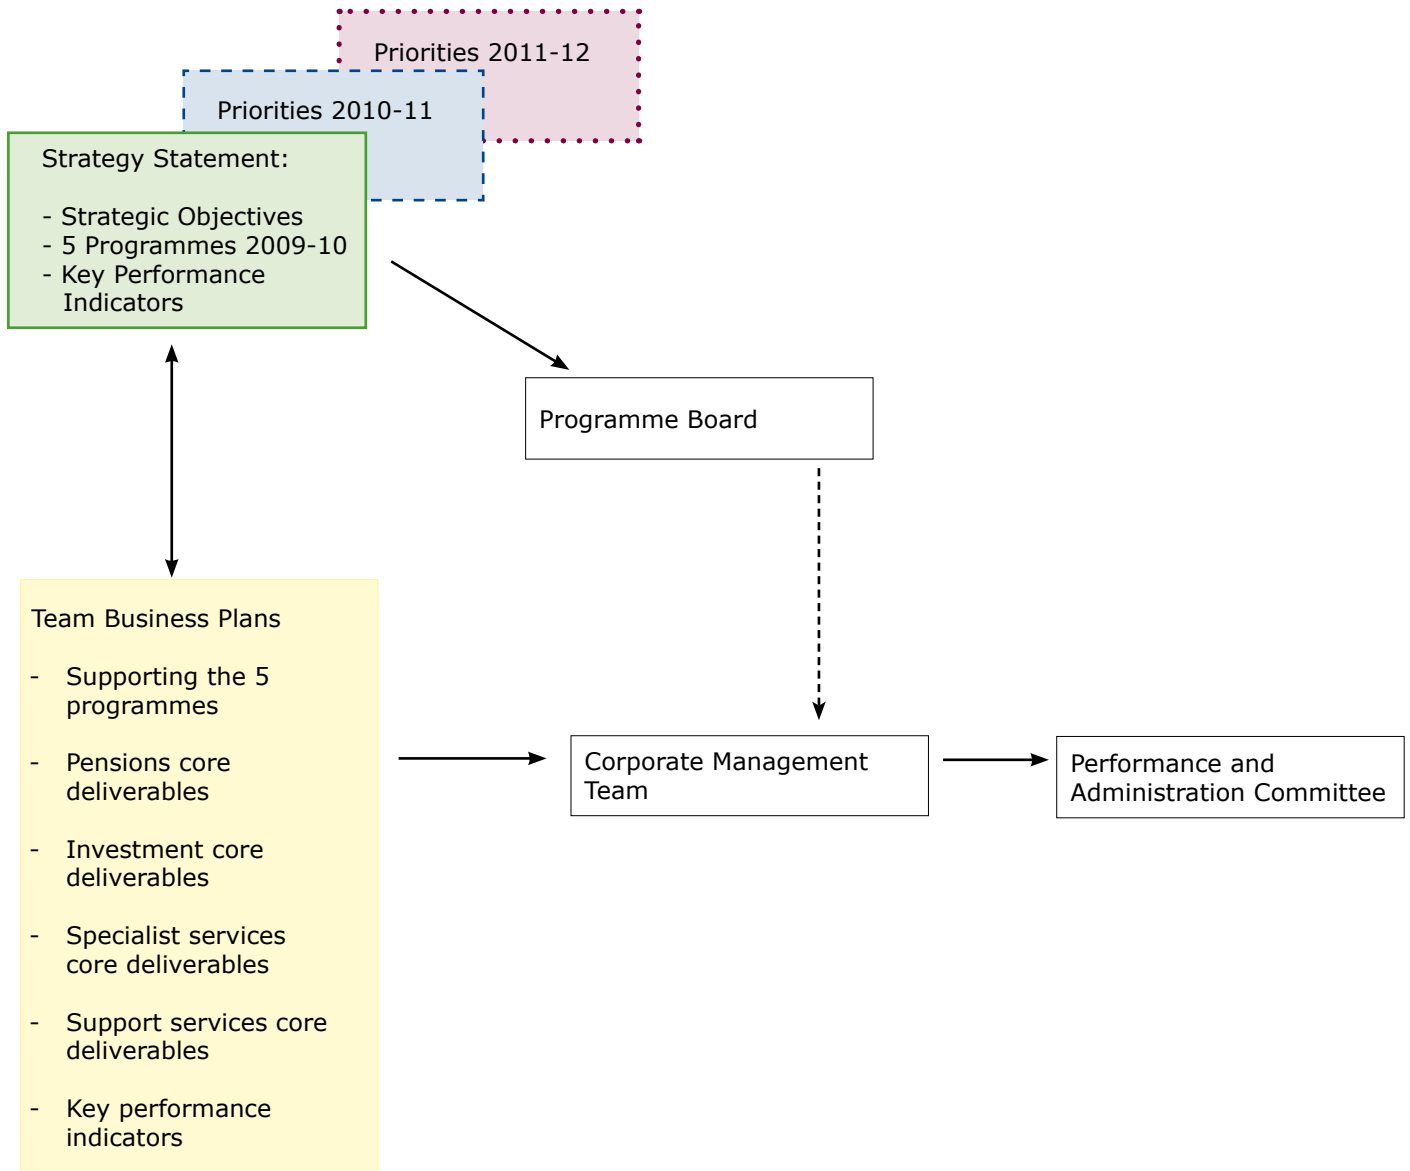 Priorities 2011-12
Priorities 2010-11
Strategy Statement:
- Strategic Objectives
- 5 Programmes 2009-10
- Key Performance
Indicators
Programme Board
Team Business Plans
- Supporting the 5
programmes
- Pensions core
deliverables
- Investment core
deliverables
- Specialist services
core deliverables
- Support services core
deliverables
- Key performance
indicators
Corporate Management
Team
Performance and
Administration Committee